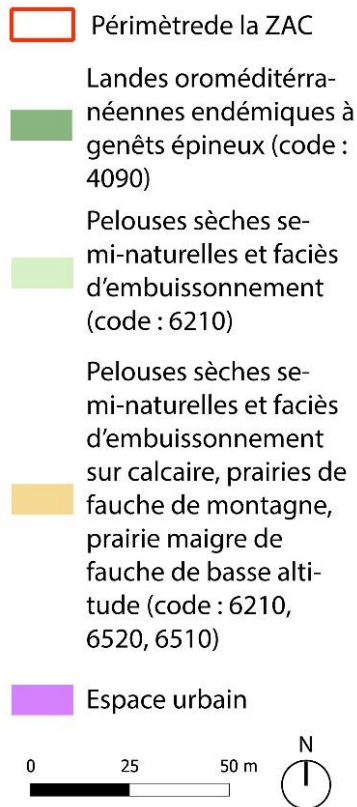 Périmètrede la ZAC
Landes oroméditérra-
néennes endémiques à
genêts épineux (code :
4090)
Pelouses sèches se-
mi-naturelles et faciès
d'embuissonnement
(code : 6210)
Pelouses sèches se-
mi-naturelles et faciès
d'embuissonnement
sur calcaire, prairies de
fauche de montagne,
prairie maigre de
fauche de basse alti-
tude (code : 6210,
6520, 6510)
Espace urbain
0 25 50 m
N